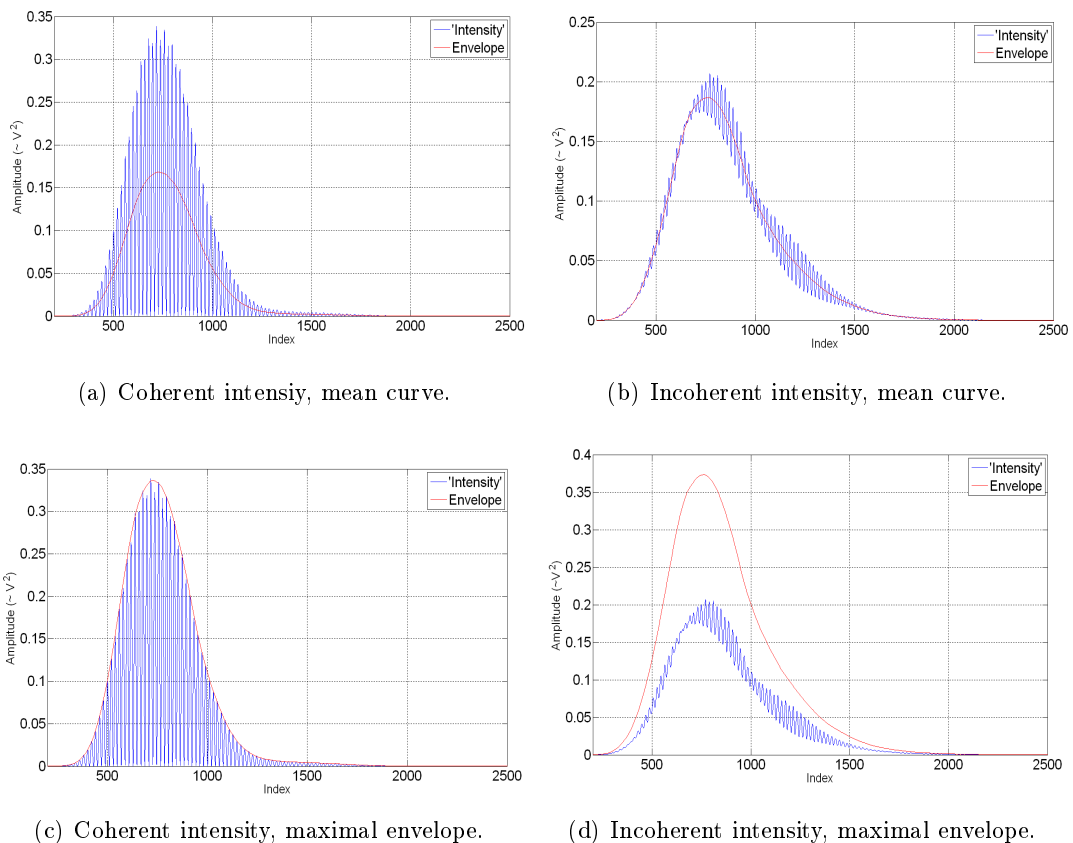 0.35
0.3
0.25
0.2
0.15
0.1
0.05
0
500
1000
1500
2000
2500
Index
Amplitude (~ V 2)
'Intensity'
Envelope
0.25
0.2
0.15
0.1
0.05
0
500
1000
1500
2000
2500
Index
Amplitude (~ V 2)
'Intensity'
Envelope
(a) Coherent intensiy, mean curve.
(b) Incoherent intensity, mean curve.
0.35
0.3
0.25
0.2
0.15
0.1
0.05
0
500
1000
1500
2000
2500
Index
Amplitude (~ V 2)
'Intensity'
Envelope
0.4
0.35
0.3
0.25
0.2
0.15
0.1
0.05
0
500
1000
1500
2000
2500
Index
Amplitude (~V 2)
'Intensity'
Envelope
(c) Coherent intensity, maximal envelope.
(d) Incoherent intensity, maximal envelope.